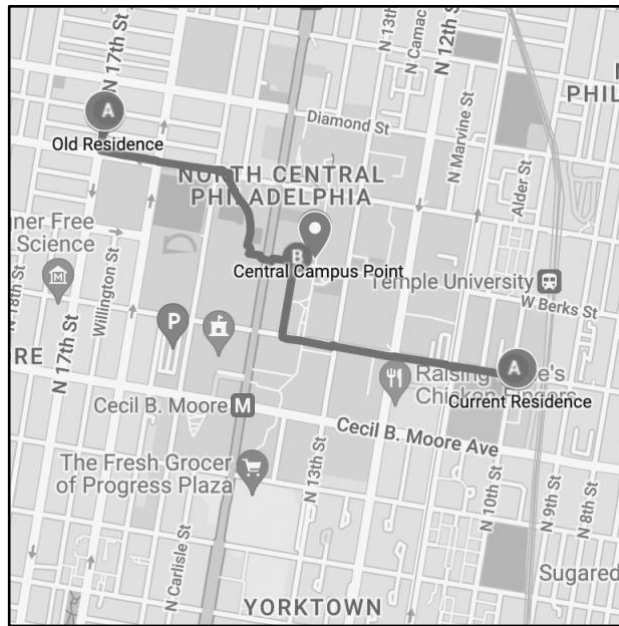 N 17th St
N 13th
N Camac
N 12th St
PHIL
A
Old Residence
Diamond St
N Marvine St
Alder St
NORTH CENTRAL
PHILADELPHIA
ner Free
Science
Willington St
B
Central Campus Point
Temple University
W Berks St
N 18th St
M
N 17th St
P
RE
A
Raising
Chicken
Current Residence
Cecil B. Moore
M
Cecil B. Moore Ave
The Fresh Grocer
of Progress Plaza
N 13th St
N 10th St
N 9th St
N 8th St
N Carlisle St
Sugared
YORKTOWN